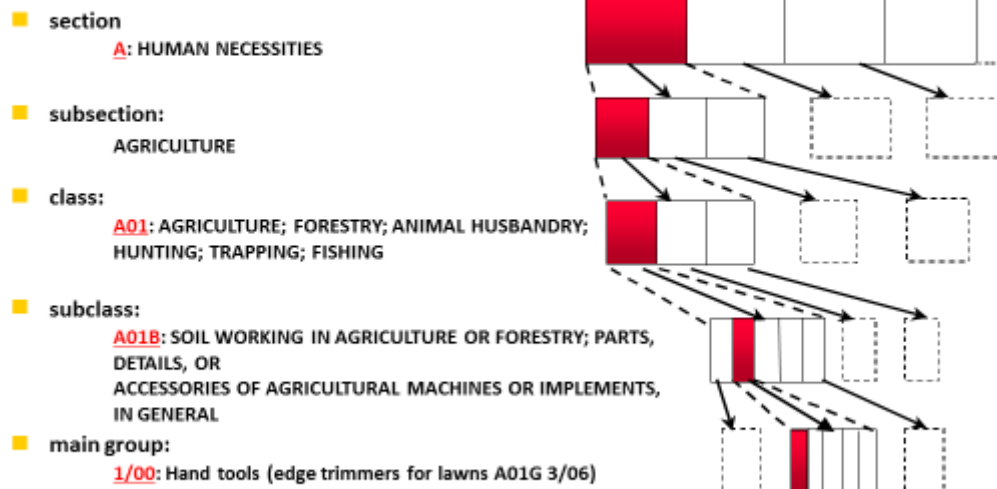 section
A: HUMAN NECESSITIES
subsection:
AGRICULTURE
class:
A01: AGRICULTURE; FORESTRY; ANIMAL HUSBANDRY;
HUNTING; TRAPPING; FISHING
subclass:
A01B: SOIL WORKING IN AGRICULTURE OR FORESTRY; PARTS,
DETAILS, OR
ACCESSORIES OF AGRICULTURAL MACHINES OR IMPLEMENTS,
IN GENERAL
main group:
1/00: Hand tools (edge trimmers for lawns A01G 3/06)